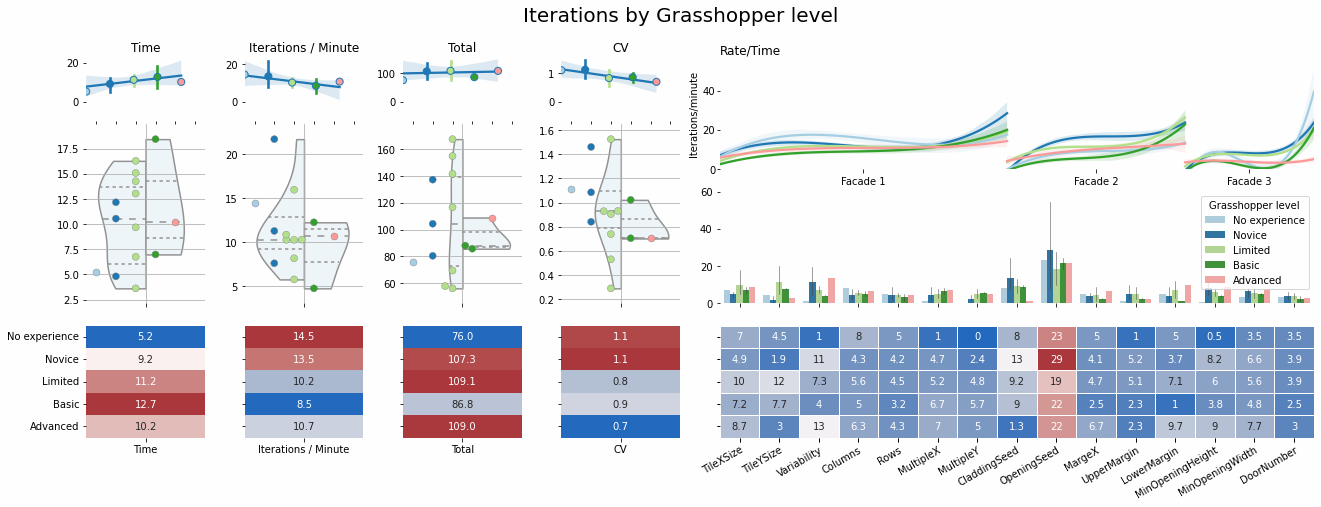 Iterations by Grasshopper level
Time
Iterations / Minute
Total
CV
Rate/Time
20
0
20
10
0
100
0
1
0
Iterations/minute
40
20
0
Facade 1
Facade 2
Facade 3
17.5
15.0
12.5
10.0
7.5
5.0
2.5
20
15
10
5
160
140
120
100
80
60
1.6
1.4
1.2
1.0
0.8
0.6
0.4
0.2
60
40
20
0
Grasshopper level
No experience
Novice
Limited
Basic
Advanced
No experience 5.2 14.5 76.0 1.1 7 4.5 1 8 5 1 0 8 23 5 1 5 0.5 3.5 3.5
Novice 9.2 13.5 107.3 1.1 4.9 1.9 11 4.3 4.2 4.7 2.4 13 29 4.1 5.2 3.7 8.2 6.6 3.9
Limited 11.2 10.2 109.1 0.8 10 12 7.3 5.6 4.5 5.2 4.8 9.2 19 4.7 5.1 7.1 6 5.6 3.9
Basic 12.7 8.5 86.8 0.9 7.2 7.7 4 5 3.2 6.7 5.7 9 22 2.5 2.3 1 3.8 4.8 2.5
Advanced 10.2 10.7 109.0 0.7 8.7 3 13 6.3 4.3 7 5 1.3 22 6.7 2.3 9.7 9 7.7 3
Time
Iterations / Minute
Total
CV
TileXSize
TileYSize
Variability
Columns
Rows
MultipleX
MultipleY
CladdingSeed
OpeningSeed
MargeX
UpperMargin
LowerMargin
MinOpeningHeight
MinOpeningWidth
DoorNumber